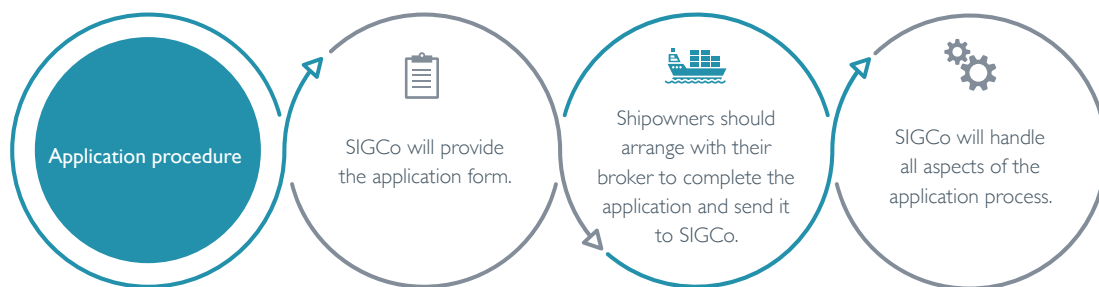 Application procedure
SIGCo will provide
the application form.
Shipowners should
arrange with their
broker to complete the
application and send it
to SIGCo.
SIGCo will handle
all aspects of the
application process.